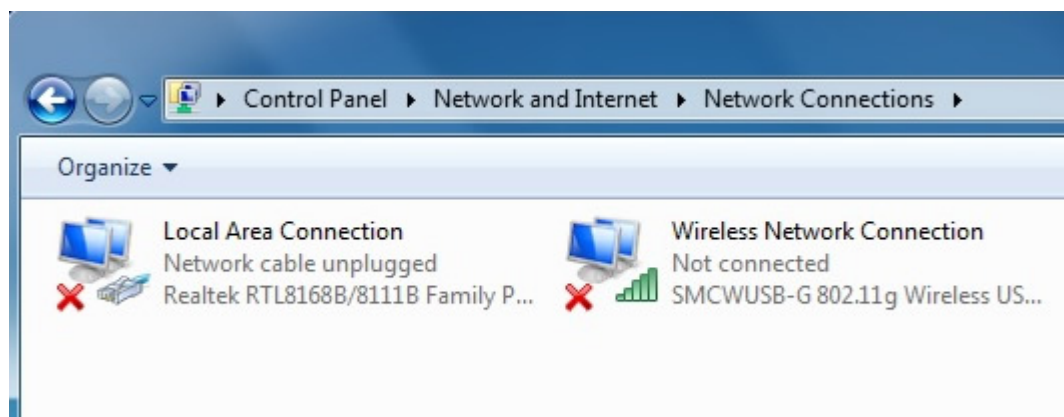 Control Panel ▸ Network and Internet ▸ Network Connections ▸
Organize ▾
Local Area Connection
Network cable unplugged
Realtek RTL8168B/8111B Family P...
Wireless Network Connection
Not connected
SMCWUSB-G 802.11g Wireless US...